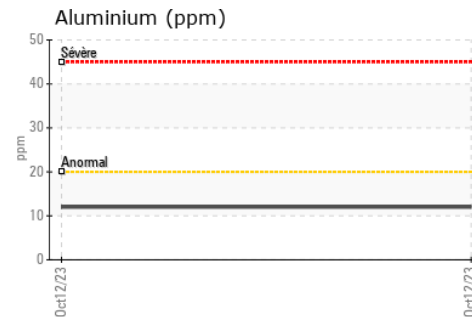 Aluminium (ppm)
50
Sévère
40
30
ppm
Anormal
20
10
0
Oct12/23
Oct12/23